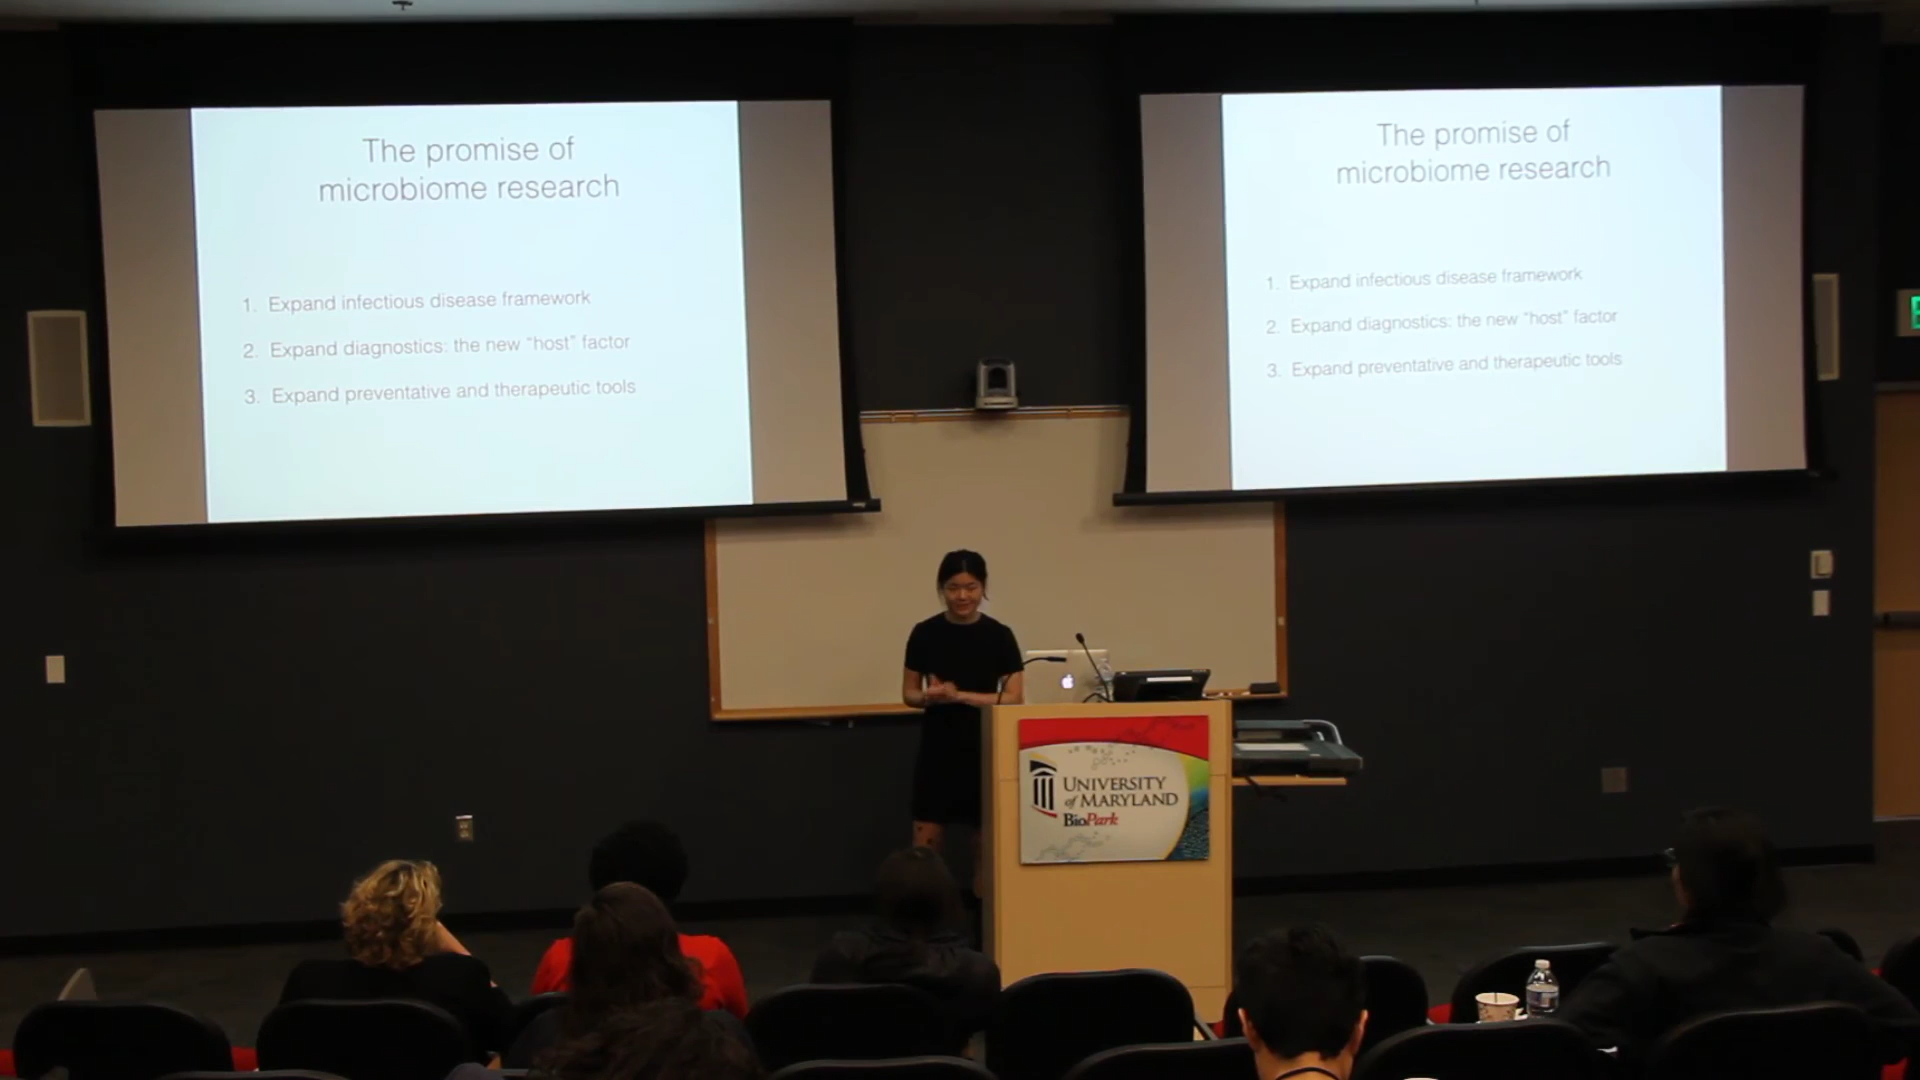 The promise of
microbiome research
1. Expand infectious disease framework
2. Expand diagnostics: the new “host” factor
3. Expand preventative and therapeutic tools
The promise of
microbiome research
1. Expand infectious disease framework
2. Expand diagnostics: the new “host” factor
3. Expand preventative and therapeutic tools
UNIVERSITY
of MARYLAND
BioPark